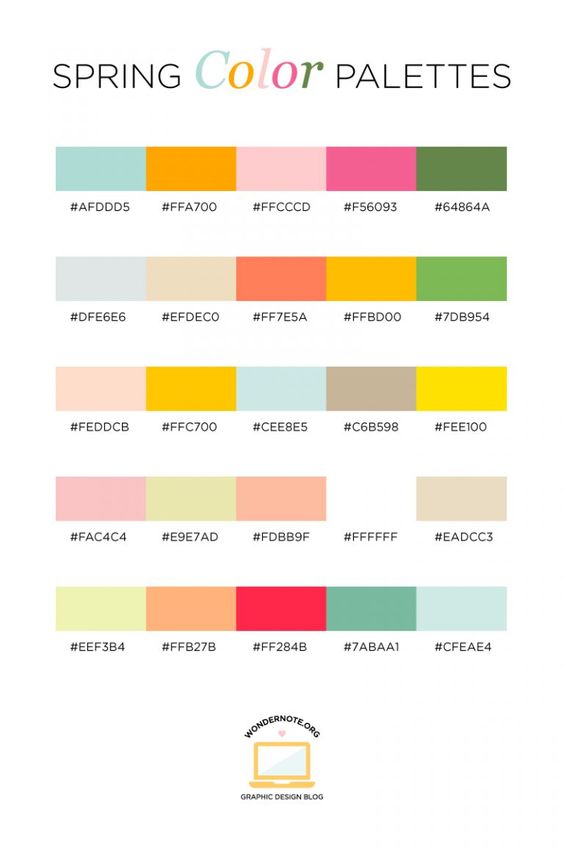 SPRING Color PALETTES
#AFDDD5 #FFA700 #FFCCCD #F56093 #64864A
#DFE6E6 #EFDEC0 #FF7E5A #FFBD00 #7DB954
#FEDDCB #FFC700 #CEE8E5 #C6B598 #FEE100
#FAC4C4 #E9E7AD #FDBB9F #FFFFFF #EADCC3
#EEF3B4 #FFB27B #FF284B #7ABAA1 #CFEAE4
WONDERNOTE.ORG
GRAPHIC DESIGN BLOG